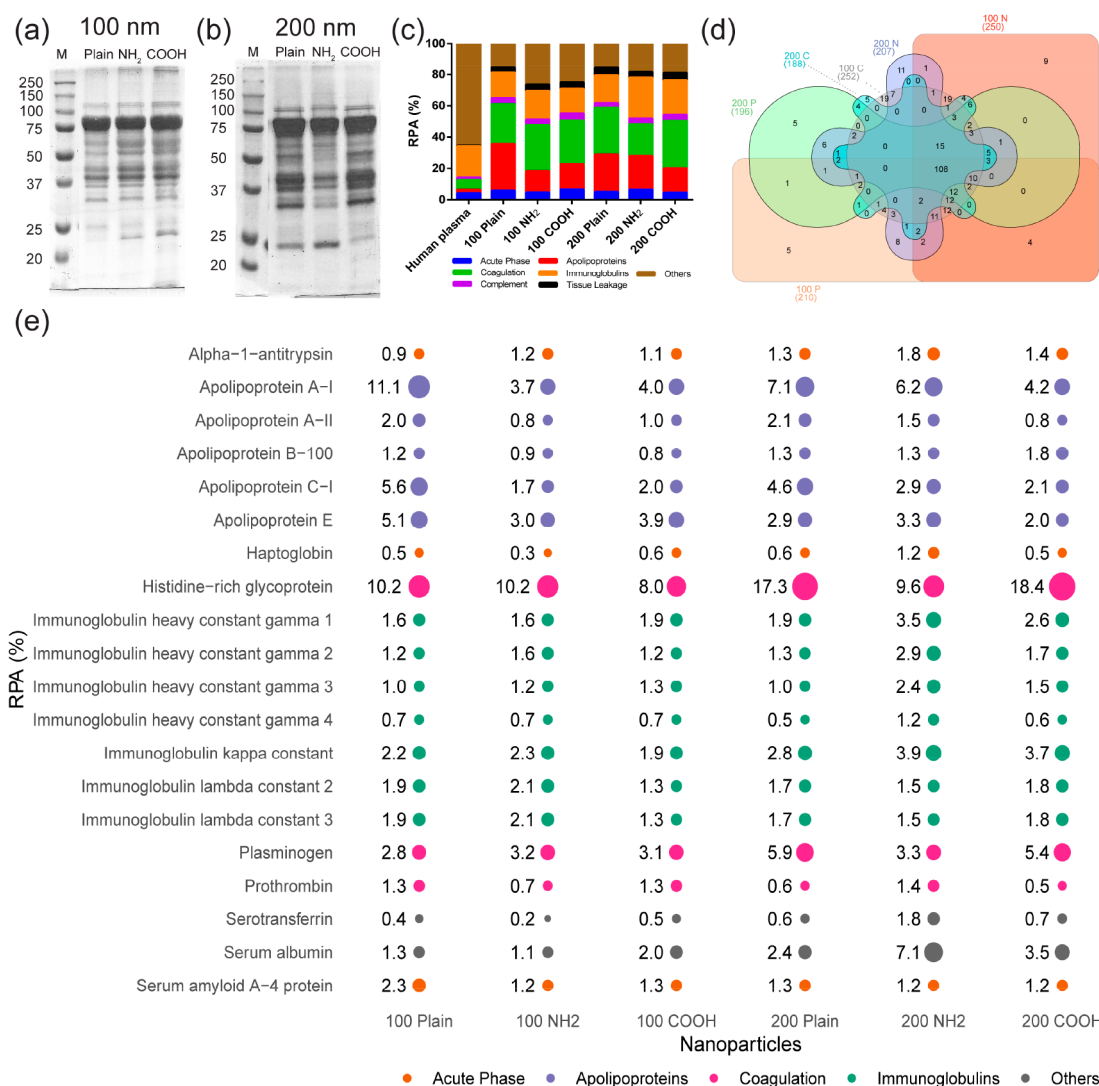 (a) 100 nm
M Plain NH2 COOH
250
150
100
75
50
37
25
20
(b) 200 nm
M Plain NH2 COOH
250
150
100
75
50
37
25
20
(c)
RPA (%)
100
80
60
40
20
0
Human plasma
100 Plain
100 NH2
100 COOH
200 Plain
200 NH2
200 COOH
Acute Phase Apolipoproteins
Coagulation Immunoglobulins Others
Complement Tissue Leakage
(d)
100 N
(250)
200 N
(207)
200 C
(188)
100 C
(252)
200 P
(196)
100 P
(210)
9
11
1
5
4
5
6
1
5
15
108
8
2
4
(e)
RPA (%)
Alpha−1−antitrypsin 0.9 1.2 1.1 1.3 1.8 1.4
Apolipoprotein A−I 11.1 3.7 4.0 7.1 6.2 4.2
Apolipoprotein A−II 2.0 0.8 1.0 2.1 1.5 0.8
Apolipoprotein B−100 1.2 0.9 0.8 1.3 1.3 1.8
Apolipoprotein C−I 5.6 1.7 2.0 4.6 2.9 2.1
Apolipoprotein E 5.1 3.0 3.9 2.9 3.3 2.0
Haptoglobin 0.5 0.3 0.6 0.6 1.2 0.5
Histidine−rich glycoprotein 10.2 10.2 8.0 17.3 9.6 18.4
Immunoglobulin heavy constant gamma 1 1.6 1.6 1.9 1.9 3.5 2.6
Immunoglobulin heavy constant gamma 2 1.2 1.6 1.2 1.3 2.9 1.7
Immunoglobulin heavy constant gamma 3 1.0 1.2 1.3 1.0 2.4 1.5
Immunoglobulin heavy constant gamma 4 0.7 0.7 0.7 0.5 1.2 0.6
Immunoglobulin kappa constant 2.2 2.3 1.9 2.8 3.9 3.7
Immunoglobulin lambda constant 2 1.9 2.1 1.3 1.7 1.5 1.8
Immunoglobulin lambda constant 3 1.9 2.1 1.3 1.7 1.5 1.8
Plasminogen 2.8 3.2 3.1 5.9 3.3 5.4
Prothrombin 1.3 0.7 1.3 0.6 1.4 0.5
Serotransferrin 0.4 0.2 0.5 0.6 1.8 0.7
Serum albumin 1.3 1.1 2.0 2.4 7.1 3.5
Serum amyloid A−4 protein 2.3 1.2 1.3 1.3 1.2 1.2
100 Plain 100 NH2 100 COOH 200 Plain 200 NH2 200 COOH
Nanoparticles
Acute Phase Apolipoproteins Coagulation Immunoglobulins Others